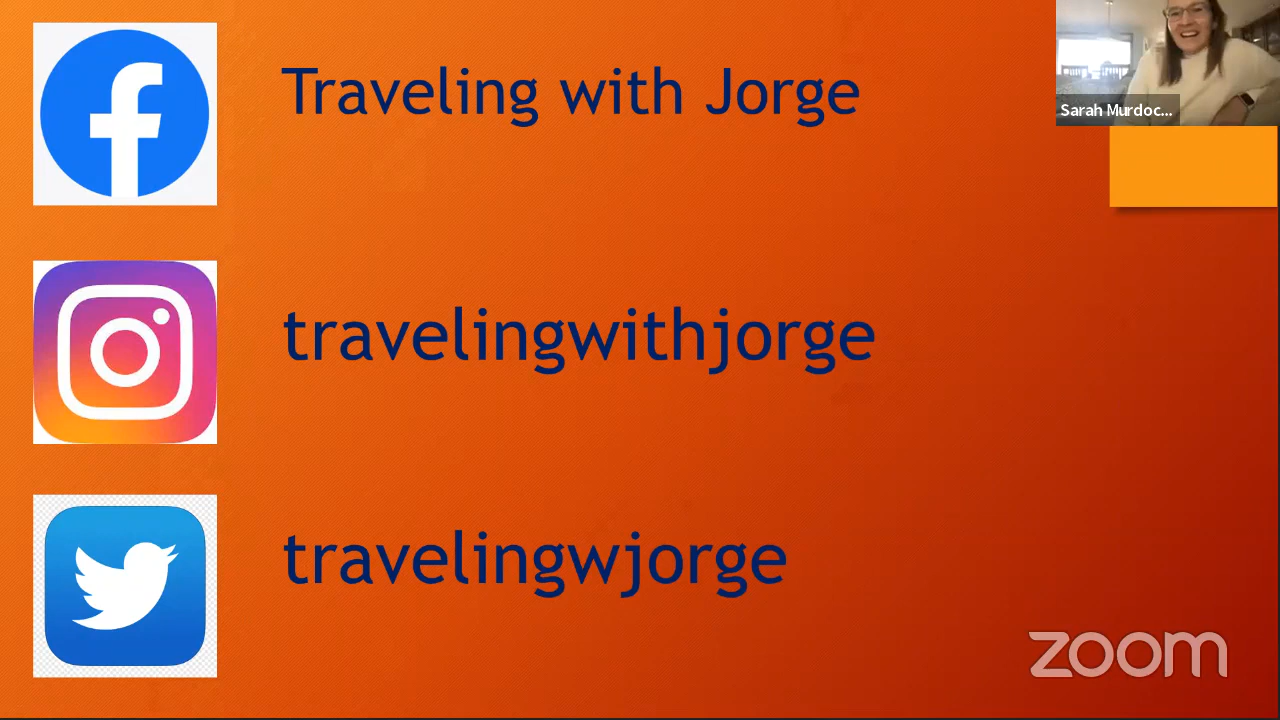 Traveling with Jorge
Sarah Murdoc...
travelingwithjorge
travelingwjorge
zoom